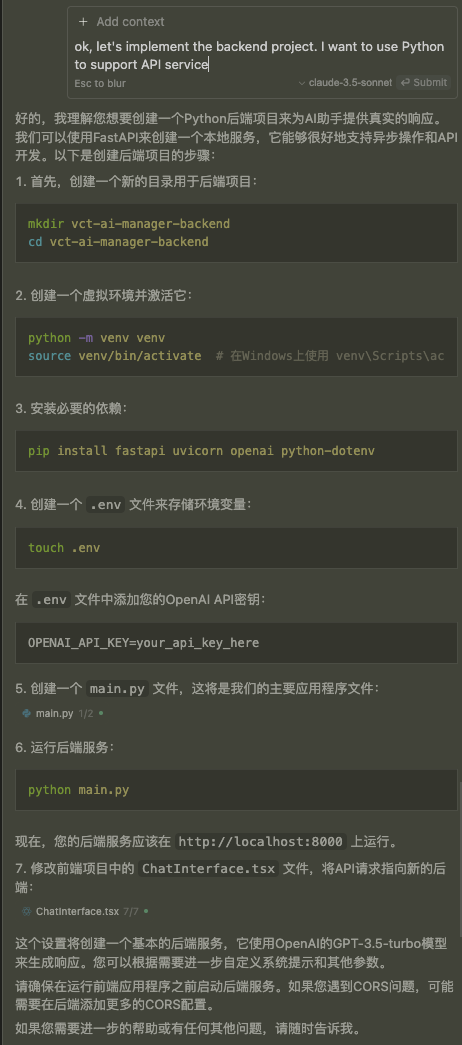 + Add context
ok, let's implement the backend project. I want to use Python
to support API service
Esc to blur
claude-3.5-sonnet
Submit
好的，我理解您想要创建一个Python后端项目来为AI助手提供真实的响应。
我们可以使用FastAPI来创建一个本地服务，它能够很好地支持异步操作和API
开发。以下是创建后端项目的步骤：
1. 首先，创建一个新的目录用于后端项目：
mkdir vct-ai-manager-backend
cd vct-ai-manager-backend
2. 创建一个虚拟环境并激活它：
python -m venv venv
source venv/bin/activate # 在Windows上使用 venv\Scripts\ac
3. 安装必要的依赖：
pip install fastapi uvicorn openai python-dotenv
4. 创建一个 .env 文件来存储环境变量：
touch .env
在 .env 文件中添加您的OpenAI API密钥：
OPENAI_API_KEY=your_api_key_here
5. 创建一个 main.py 文件，这将是我们的主要应用程序文件：
main.py 1/2
6. 运行后端服务：
python main.py
现在，您的后端服务应该在 http://localhost:8000 上运行。
7. 修改前端项目中的 ChatInterface.tsx 文件，将API请求指向新的后
端：
ChatInterface.tsx 7/7
这个设置将创建一个基本的后端服务，它使用OpenAI的GPT-3.5-turbo模型
来生成响应。您可以根据需要进一步自定义系统提示和其他参数。
请确保在运行前端应用程序之前启动后端服务。如果您遇到CORS问题，可能
需要在后端添加更多的CORS配置。
如果您需要进一步的帮助或有任何其他问题，请随时告诉我。